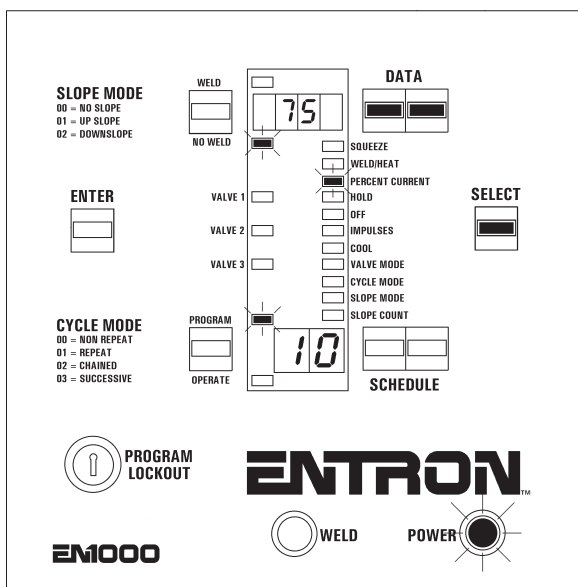 SLOPE MODE
00 = NO SLOPE
01 = UP SLOPE
02 = DOWNSLOPE
WELD
NO WELD
75
DATA
SQUEEZE
WELD/HEAT
PERCENT CURRENT
HOLD
OFF
IMPULSES
COOL
VALVE MODE
CYCLE MODE
SLOPE MODE
SLOPE COUNT
ENTER
VALVE 1
VALVE 2
VALVE 3
SELECT
CYCLE MODE
00 = NON REPEAT
01 = REPEAT
02 = CHAINED
03 = SUCCESSIVE
PROGRAM
OPERATE
10
SCHEDULE
PROGRAM
LOCKOUT
ENTRON™
EN1000
WELD
POWER